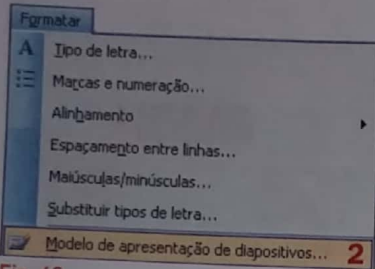 Formatar
Tipo de letra...
Marcas e numeração...
Alinhamento
Espaçamento entre linhas...
Maiúsculas/minúsculas...
Substituir tipos de letra...
Modelo de apresentação de diapositivos... 2